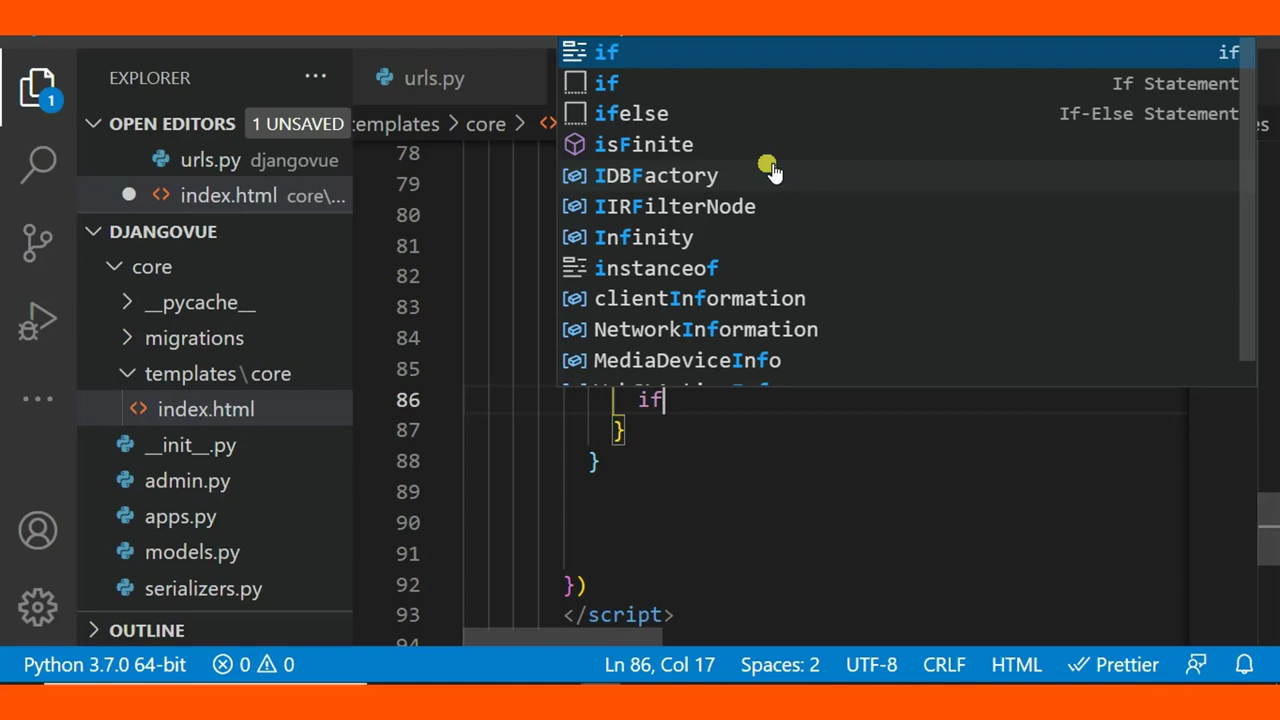 EXPLORER ···
urls.py
OPEN EDITORS 1 UNSAVED
templates > core >
urls.py djangovue
index.html core\...
DJANGOVUE
core
__pycache__
migrations
templates\core
index.html
__init__.py
admin.py
apps.py
models.py
serializers.py
OUTLINE
1
if if
if If Statement
ifelse If-Else Statement
isFinite
IDBFactory
IIRFilterNode
Infinity
instanceof
clientInformation
NetworkInformation
MediaDeviceInfo
78
79
80
81
82
83
84
85
86 if
87 }
88 }
89
90
91
92 })
93 </script>
94
Python 3.7.0 64-bit 0 0 Ln 86, Col 17 Spaces: 2 UTF-8 CRLF HTML Prettier